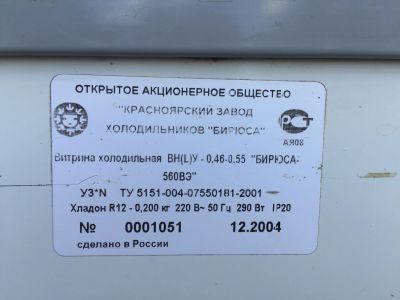 ОТКРЫТОЕ АКЦИОНЕРНОЕ ОБЩЕСТВО
"КРАСНОЯРСКИЙ ЗАВОД
ХОЛОДИЛЬНИКОВ "БИРЮСА"
РСТ
АЯ08
Витрина холодильная ВН(L)У - 0,46-0.55 "БИРЮСА-
560ВЭ"
УЗ*N ТУ 5151-004-07550181-2001
Хладон R12 - 0,200 кг 220 В~ 50 Гц 290 Вт IP20
№ 0001051 12.2004
сделано в России